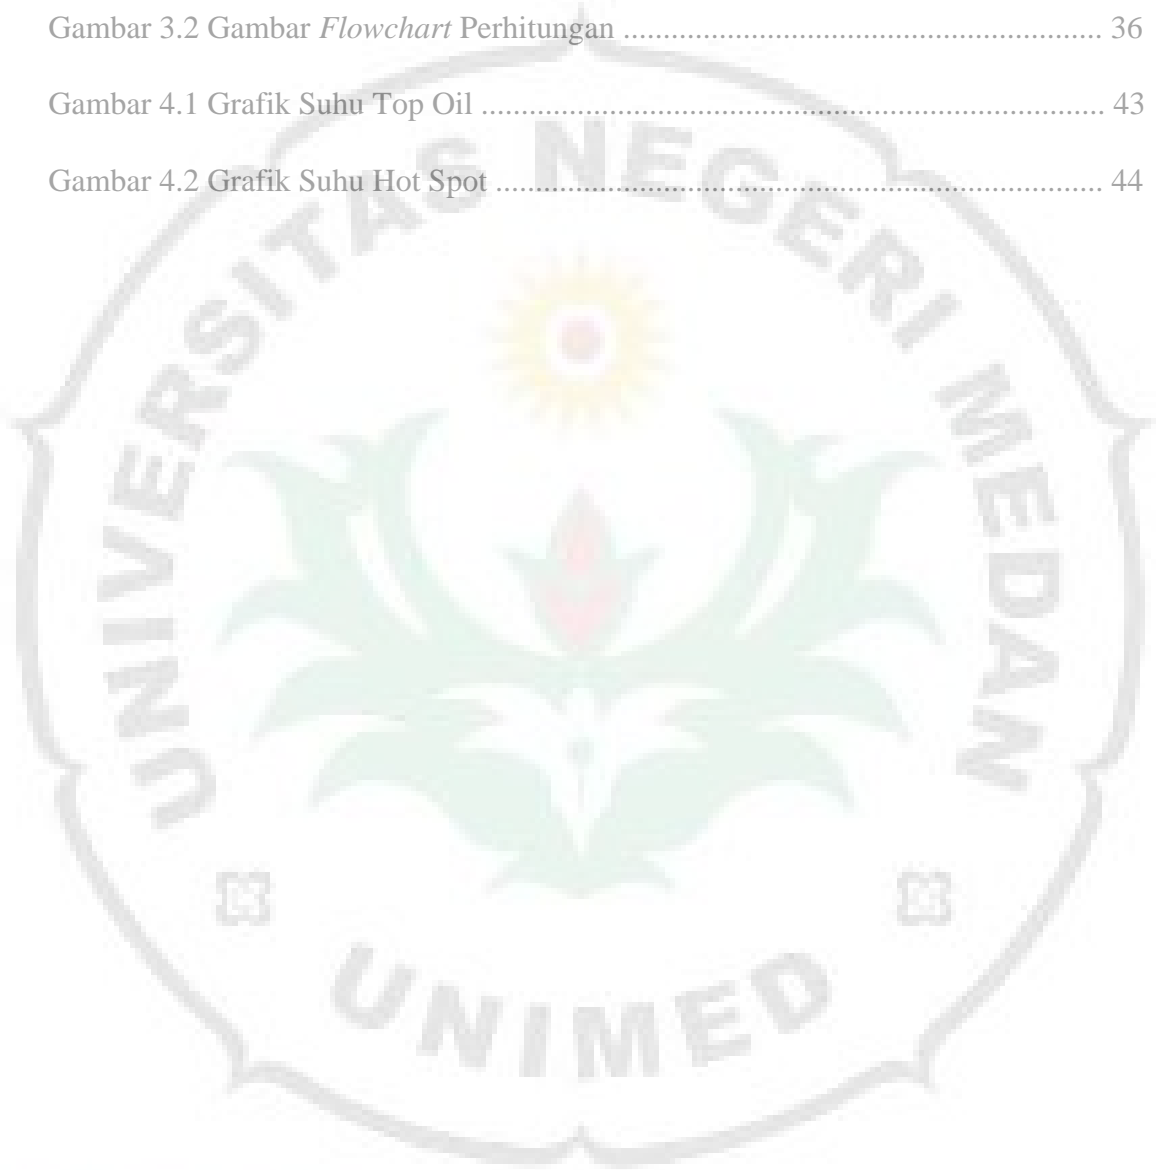 Gambar 3.2 Gambar Flowchart Perhitungan ............................................................ 36
Gambar 4.1 Grafik Suhu Top Oil .............................................................................. 43
Gambar 4.2 Grafik Suhu Hot Spot ............................................................................ 44
UNIVERSITAS NEGERI MEDAN
UNIMED